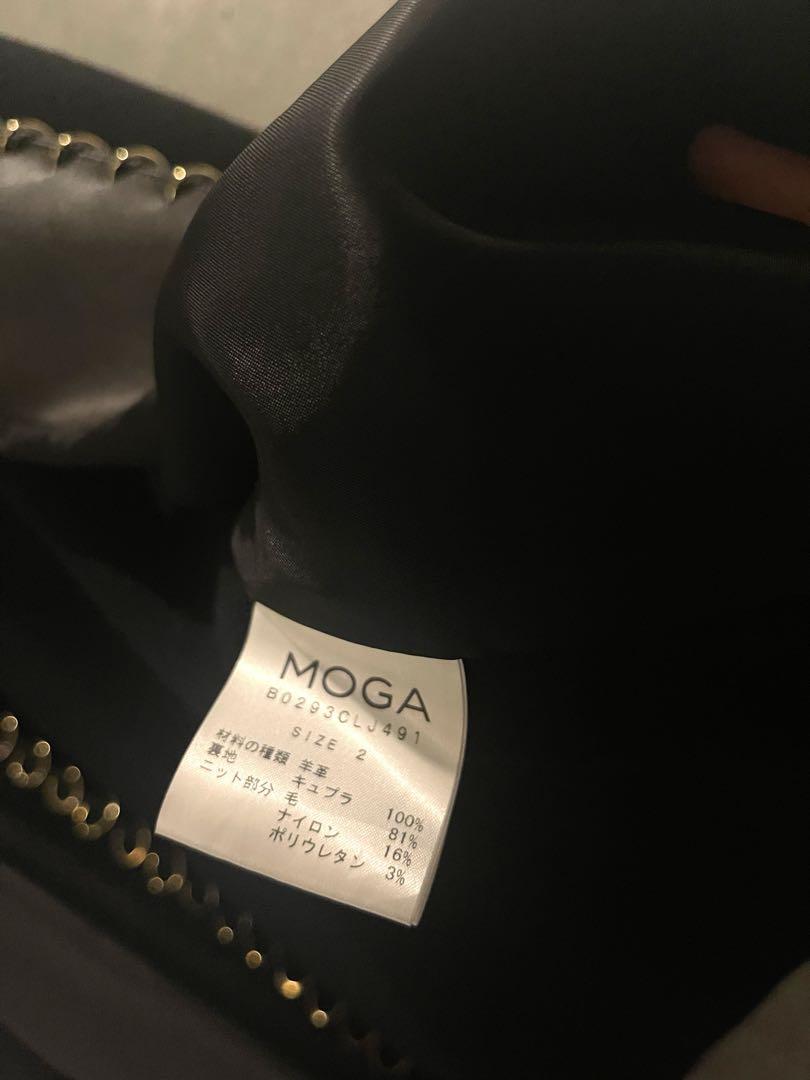 MOGA
B0293CLJ491
SIZE 2
材料の種類 羊革
裏地 キュプラ 100%
ニット部分 毛 81%
ナイロン 16%
ポリウレタン 3%